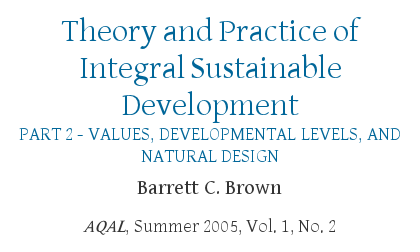 Theory and Practice of
Integral Sustainable
Development
PART 2 - VALUES, DEVELOPMENTAL LEVELS, AND
NATURAL DESIGN
Barrett C. Brown
AQAL, Summer 2005, Vol. 1, No. 2